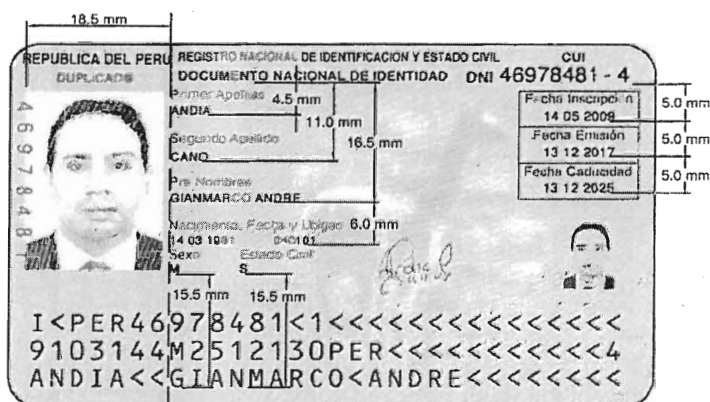 18.5 mm
REPUBLICA DEL PERU
DUPLICADO
REGISTRO NACIONAL DE IDENTIFICACION Y ESTADO CIVIL
DOCUMENTO NACIONAL DE IDENTIDAD
CUI
DNI 46978481 - 4
46978481
Primer Apellido
4.5 mm
ANDIA
11.0 mm
Segundo Apellido
16.5 mm
CANO
Pre Nombres
GIANMARCO ANDRE
Nacimiento, Fecha y Ubigeo
6.0 mm
14 03 1991 040101
Sexo Estado Civil
M S
15.5 mm 15.5 mm
Fecha Inscripción
5.0 mm
14 05 2009
Fecha Emisión
5.0 mm
13 12 2017
Fecha Caducidad
5.0 mm
13 12 2025
I<PER46978481<1<<<<<<<<<<<<<<<
9103144M2512130PER<<<<<<<<<<<4
ANDIA<<GIANMARCO<ANDRE<<<<<<<<